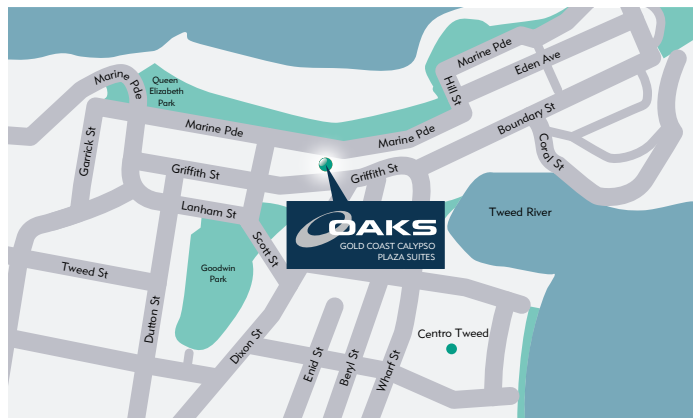 Marine Pde
Eden Ave
Marine Pde
Queen
Elizabeth
Park
Hill St
Boundary St
Marine Pde
Marine Pde
Garrick St
Coral St
Griffith St
Griffith St
Lanham St
Tweed River
OAKS
GOLD COAST CALYPSO
PLAZA SUITES
Scott St
Goodwin
Park
Tweed St
Dutton St
Dixon St
Centro Tweed
Enid St
Beryl St
Wharf St